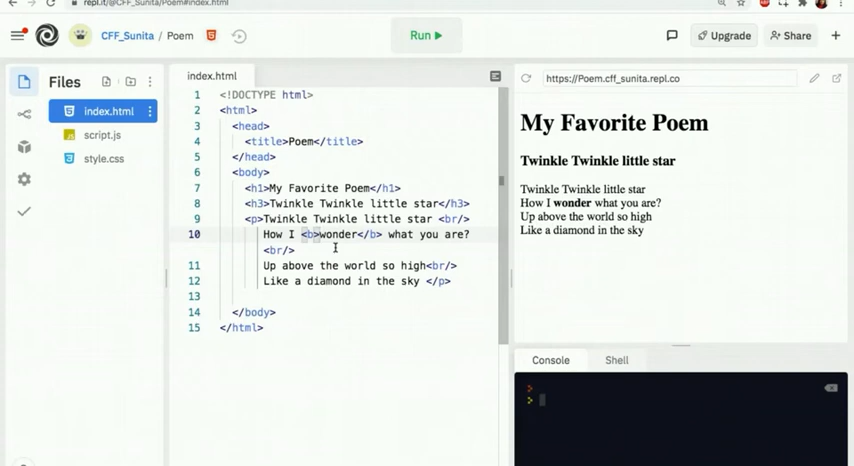 repl.it/@CFF_Sunita/Poem#index.html
CFF_Sunita / Poem
Run ▶
Upgrade
Share
Files
index.html
script.js
style.css
index.html
1 <!DOCTYPE html>
2 <html>
3 <head>
4 <title>Poem</title>
5 </head>
6 <body>
7 <h1>My Favorite Poem</h1>
8 <h3>Twinkle Twinkle little star</h3>
9 <p>Twinkle Twinkle little star <br/>
10 How I <b>wonder</b> what you are?
<br/>
11 Up above the world so high<br/>
12 Like a diamond in the sky </p>
13
14 </body>
15 </html>
https://Poem.cff_sunita.repl.co
My Favorite Poem
Twinkle Twinkle little star
Twinkle Twinkle little star
How I wonder what you are?
Up above the world so high
Like a diamond in the sky
Console
Shell